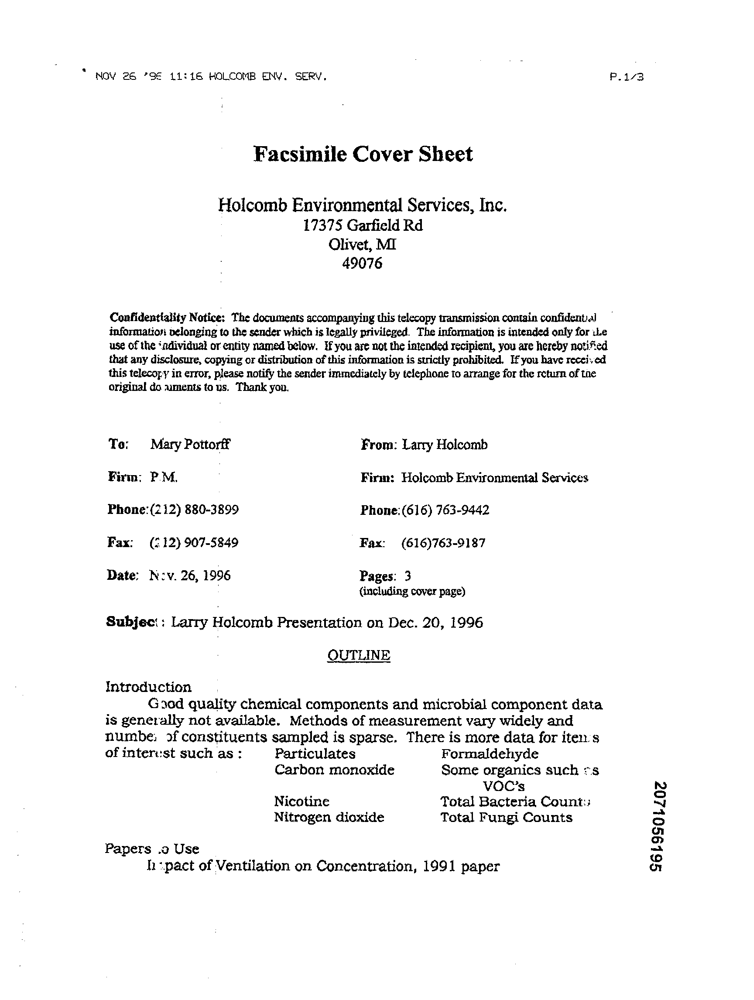 NOV 26 '96 11:16 HOLCOMB ENV. SERV. P.1/3
Facsimile Cover Sheet
Holcomb Environmental Services, Inc.
17375 Garfield Rd
Olivet, MI
49076
Confidentiality Notice: The documents accompanying this telecopy transmission contain confidential
information belonging to the sender which is legally privileged. The information is intended only for the
use of the individual or entity named below. If you are not the intended recipient, you are hereby notified
that any disclosure, copying or distribution of this information is strictly prohibited. If you have received
this telecopy in error, please notify the sender immediately by telephone to arrange for the return of the
original documents to us. Thank you.
To: Mary Pottorff From: Larry Holcomb
Firm: P.M. Firm: Holcomb Environmental Services
Phone:(212) 880-3899 Phone:(616) 763-9442
Fax: (212) 907-5849 Fax: (616)763-9187
Date: Nov. 26, 1996 Pages: 3
(including cover page)
Subject: Larry Holcomb Presentation on Dec. 20, 1996
OUTLINE
Introduction
Good quality chemical components and microbial component data
is generally not available. Methods of measurement vary widely and
number of constituents sampled is sparse. There is more data for items
of interest such as : Particulates Formaldehyde
Carbon monoxide Some organics such as
VOC's
Nicotine Total Bacteria Counts
Nitrogen dioxide Total Fungi Counts
Papers to Use
Impact of Ventilation on Concentration, 1991 paper
2071056195